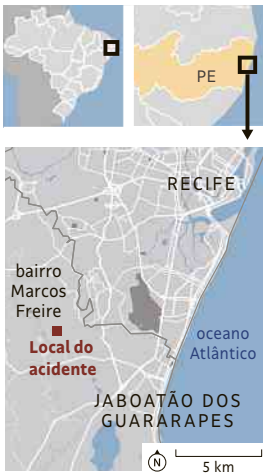 PE
RECIFE
bairro
Marcos
Freire
Local do
acidente
oceano
Atlântico
JABOATÃO DOS
GUARARAPES
N
5 km